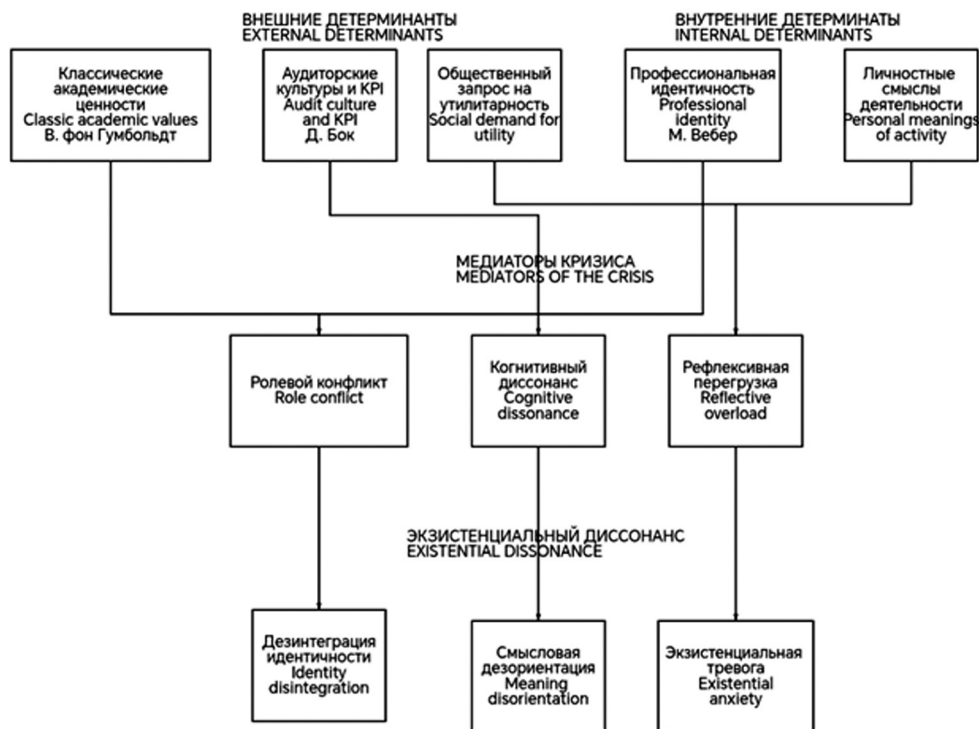 ВНЕШНИЕ ДЕТЕРМИНАНТЫ
EXTERNAL DETERMINANTS
ВНУТРЕННИЕ ДЕТЕРМИНАТЫ
INTERNAL DETERMINANTS
Классические
академические
ценности
Classic academic values
В. фон Гумбольдт
Аудиторские
культуры и KPI
Audit culture
and KPI
Д. Бок
Общественный
запрос на
утилитарность
Social demand for
utility
Профессиональная
идентичность
Professional
identity
М. Вебер
Личностные
смыслы
деятельности
Personal meanings
of activity
МЕДИАТОРЫ КРИЗИСА
MEDIATORS OF THE CRISIS
Ролевой конфликт
Role conflict
Когнитивный
диссонанс
Cognitive
dissonance
Рефлексивная
перегрузка
Reflective
overload
ЭКЗИСТЕНЦИАЛЬНЫЙ ДИССОНАНС
EXISTENTIAL DISSONANCE
Дезинтеграция
идентичности
Identity
disintegration
Смысловая
дезориентация
Meaning
disorientation
Экзистенциальная
тревога
Existential
anxiety